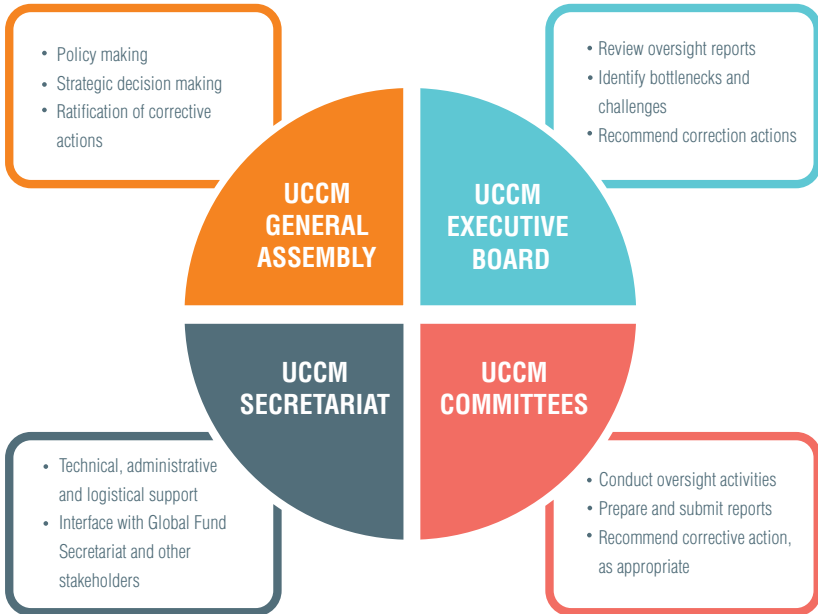 • Policy making
• Strategic decision making
• Ratification of corrective
actions
• Review oversight reports
• Identify bottlenecks and
challenges
• Recommend correction actions
UCCM
GENERAL
ASSEMBLY
UCCM
EXECUTIVE
BOARD
UCCM
SECRETARIAT
UCCM
COMMITTEES
• Technical, administrative
and logistical support
• Interface with Global Fund
Secretariat and other
stakeholders
• Conduct oversight activities
• Prepare and submit reports
• Recommend corrective action,
as appropriate